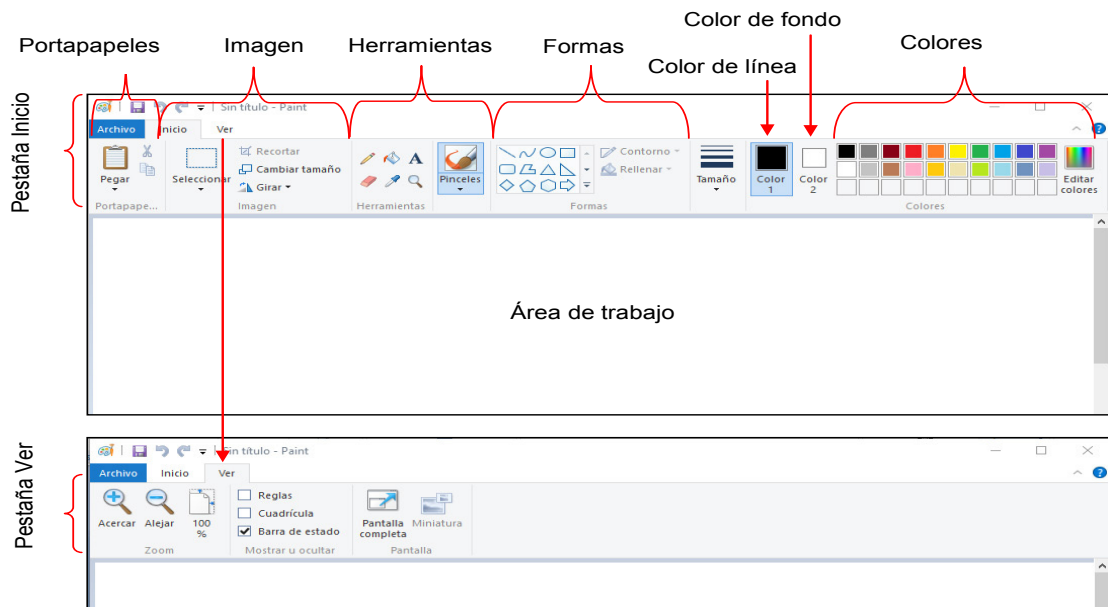 Color de fondo
Portapapeles Imagen Herramientas Formas Colores
Color de línea
Pestaña Inicio
Sin título - Paint
Archivo Inicio Ver
Pegar
Seleccionar
Recortar
Cambiar tamaño
Girar
Pinceles
Contorno
Rellenar
Tamaño
Color 1
Color 2
Editar colores
Portapape... Imagen Herramientas Formas Colores
Área de trabajo
Pestaña Ver
Sin título - Paint
Archivo Inicio Ver
Acercar Alejar 100 %
Reglas
Cuadrícula
Barra de estado
Pantalla completa
Miniatura
Zoom Mostrar u ocultar Pantalla